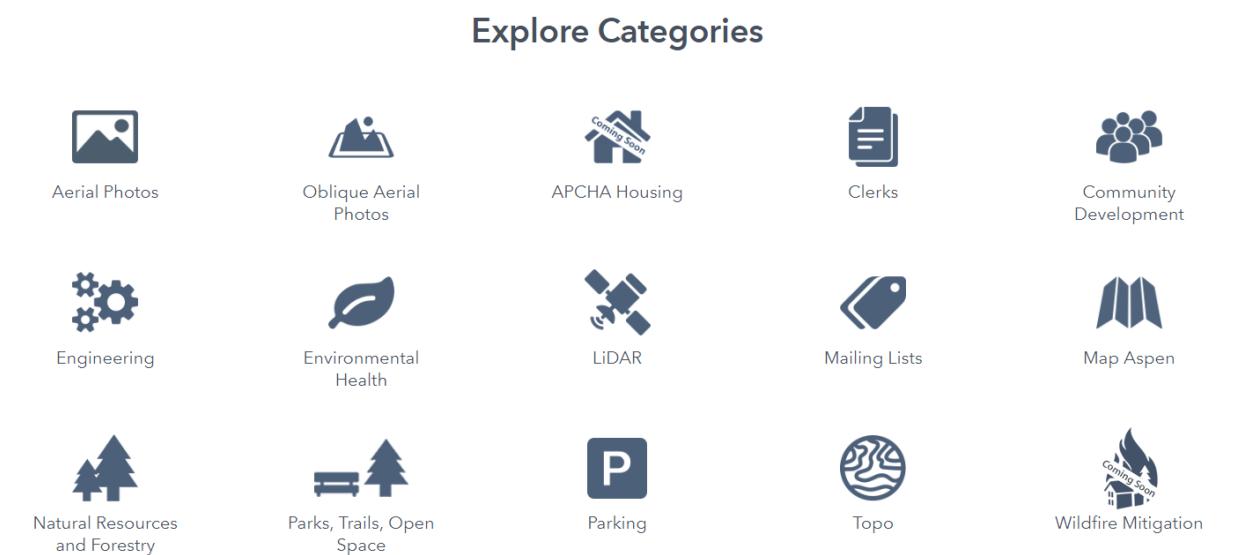 Explore Categories
Coming Soon
Aerial Photos
Oblique Aerial
Photos
APCHA Housing
Clerks
Community
Development
Engineering
Environmental
Health
LiDAR
Mailing Lists
Map Aspen
P
Coming Soon
Natural Resources
and Forestry
Parks, Trails, Open
Space
Parking
Topo
Wildfire Mitigation